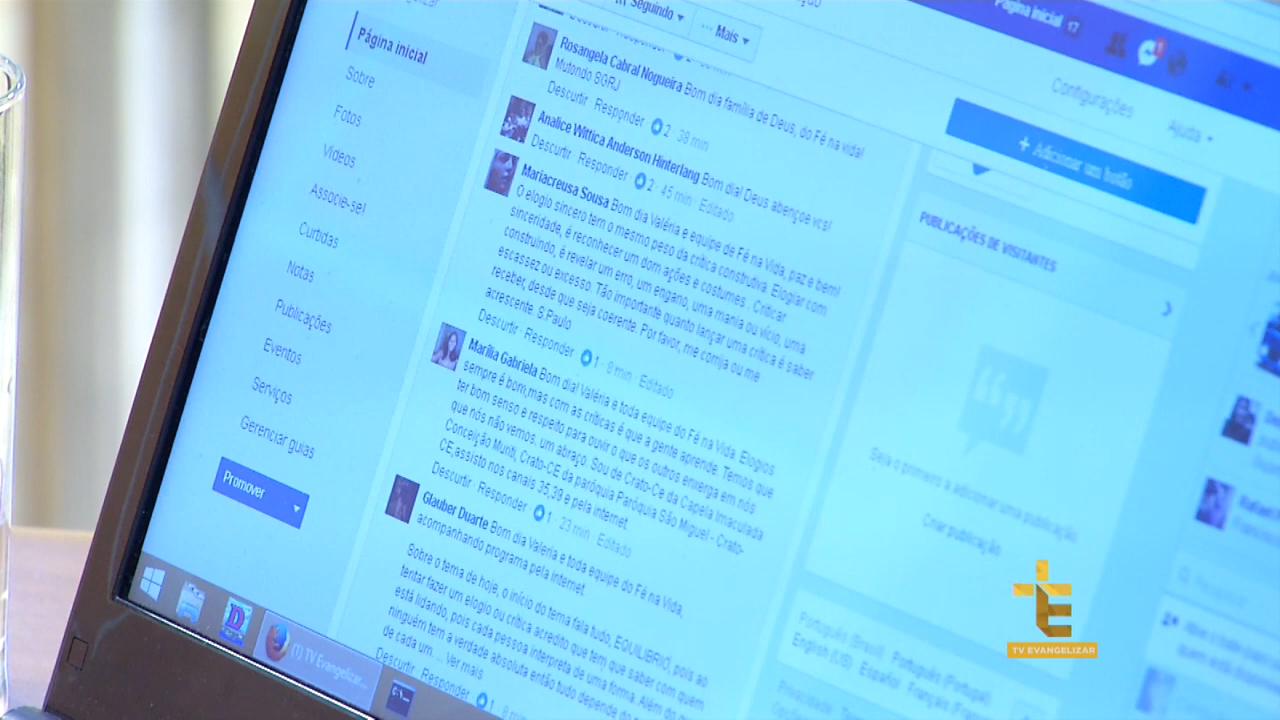 Página inicial
Sobre
Fotos
Vídeos
Associe-se!
Curtidas
Notas
Publicações
Eventos
Serviços
Gerenciar guias
Promover
(1) TV Evangelizar...
Seguindo
Mais
Rosangela Cabral Nogueira Bom dia família de Deus, do Fé na vida!
Mutondo SGRJ
Descurtir · Responder · 2 · 38 min
Analice Wittica Anderson Hinterlang Bom dia! Deus abençoe vcs!
Descurtir · Responder · 2 · 45 min · Editado
Mariacreusa Sousa Bom dia Valéria e equipe de Fé na Vida, paz e bem!
O elogio sincero tem o mesmo peso da crítica construtiva. Elogiar com
sinceridade, é reconhecer um dom ações e costumes . Criticar
construindo, é revelar um erro, um engano, uma mania ou vício, uma
escassez ou excesso. Tão importante quanto lançar uma crítica é saber
receber, desde que seja coerente. Por favor, me corrija ou me
acrescente. S Paulo
Descurtir · Responder · 1 · 9 min · Editado
Marília Gabriela Bom dia! Valéria e toda equipe do Fé na Vida. Elogios
sempre é bom,mas com as críticas é que a gente aprende. Temos que
ter bom senso e respeito para ouvir o que os outros enxerga em nós
que nós não vemos, um abraço. Sou de Crato-Ce da Capela Imaculada
Conceição Muriti, Crato-CE da paróquia Paróquia São Miguel - Crato-
CE,assisto nos canais 35,39 e pela internet.
Descurtir · Responder · 1 · 23 min · Editado
Glauber Duarte Bom dia Valéria e toda equipe do Fé na Vida,
acompanhando programa pela internet.
Sobre o tema de hoje, o início do tema fala tudo, EQUILIBRIO, pois ao
tentar fazer um elogio ou crítica acredito que tem que saber com quem
está lidando, pois cada pessoa interpreta de uma forma. Além do
ninguém tem a verdade absoluta então tudo depende do
de cada um. ... Ver mais
Descurtir · Responder · 1
Página inicial 17
1
Configurações
Ajuda
+ Adicionar um botão
PUBLICAÇÕES DE VISITANTES
Seja o primeiro a adicionar uma publicação
Criar publicação
Português (Brasil) · Português (Portugal)
English (US) · Español · Français (France)
TV EVANGELIZAR